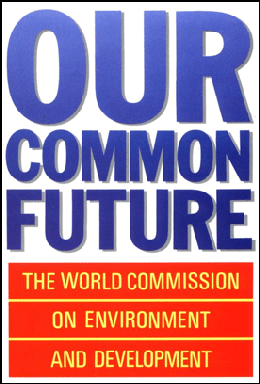 OUR
COMMON
FUTURE
THE WORLD COMMISSION
ON ENVIRONMENT
AND DEVELOPMENT